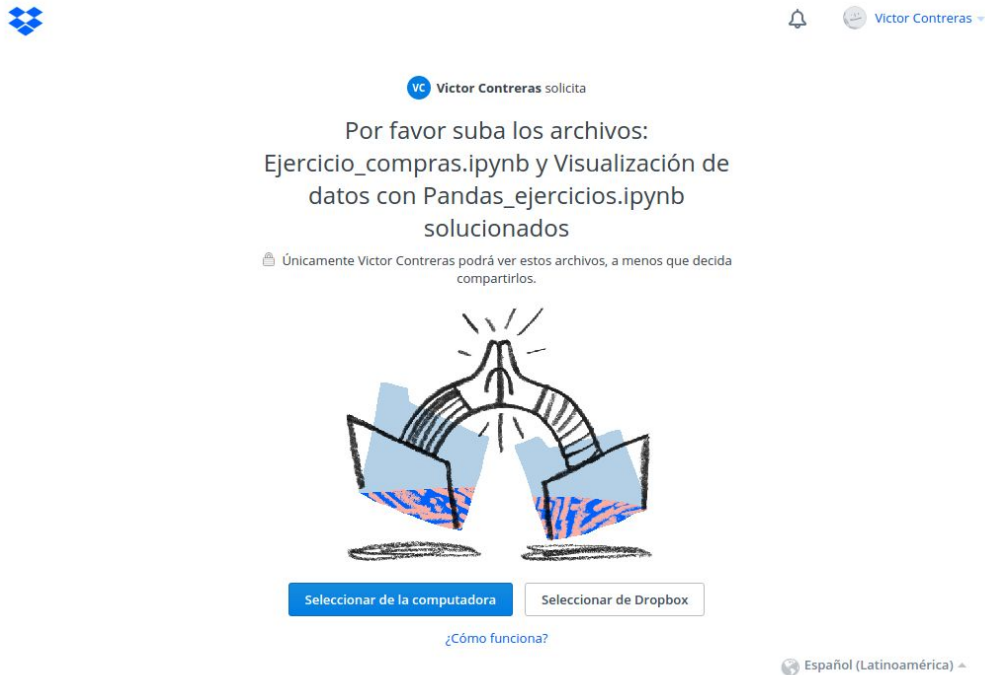 Victor Contreras
VC Victor Contreras solicita
Por favor suba los archivos:
Ejercicio_compras.ipynb y Visualización de
datos con Pandas_ejercicios.ipynb
solucionados
Únicamente Victor Contreras podrá ver estos archivos, a menos que decida
compartirlos.
Seleccionar de la computadora
Seleccionar de Dropbox
¿Cómo funciona?
Español (Latinoamérica)